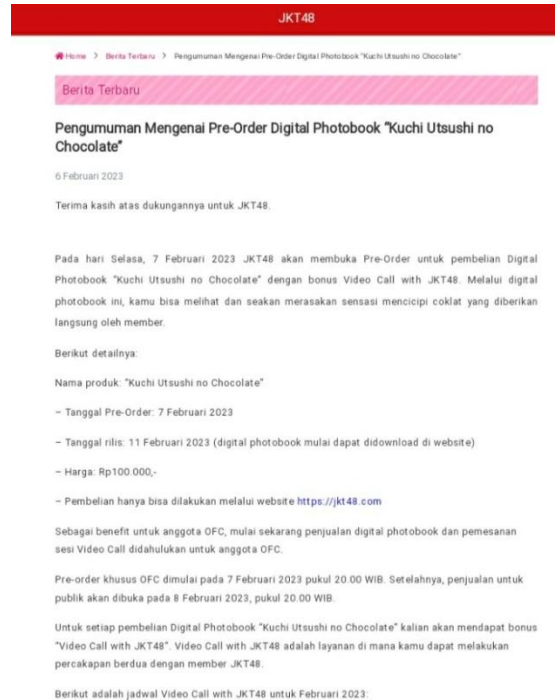 JKT48
Home > Berita Terbaru > Pengumuman Mengenai Pre-Order Digital Photobook "Kuchi Utsushi no Chocolate"
Berita Terbaru
Pengumuman Mengenai Pre-Order Digital Photobook "Kuchi Utsushi no
Chocolate"
6 Februari 2023
Terima kasih atas dukungannya untuk JKT48.
Pada hari Selasa, 7 Februari 2023 JKT48 akan membuka Pre-Order untuk pembelian Digital
Photobook "Kuchi Utsushi no Chocolate" dengan bonus Video Call with JKT48. Melalui digital
photobook ini, kamu bisa melihat dan seakan merasakan sensasi mencicipi coklat yang diberikan
langsung oleh member.
Berikut detailnya:
Nama produk: "Kuchi Utsushi no Chocolate"
– Tanggal Pre-Order: 7 Februari 2023
– Tanggal rilis: 11 Februari 2023 (digital photobook mulai dapat didownload di website)
– Harga: Rp100.000,-
– Pembelian hanya bisa dilakukan melalui website https://jkt48.com
Sebagai benefit untuk anggota OFC, mulai sekarang penjualan digital photobook dan pemesanan
sesi Video Call didahulukan untuk anggota OFC.
Pre-order khusus OFC dimulai pada 7 Februari 2023 pukul 20.00 WIB. Setelahnya, penjualan untuk
publik akan dibuka pada 8 Februari 2023, pukul 20.00 WIB.
Untuk setiap pembelian Digital Photobook "Kuchi Utsushi no Chocolate" kalian akan mendapat bonus
"Video Call with JKT48". Video Call with JKT48 adalah layanan di mana kamu dapat melakukan
percakapan berdua dengan member JKT48.
Berikut adalah jadwal Video Call with JKT48 untuk Februari 2023: